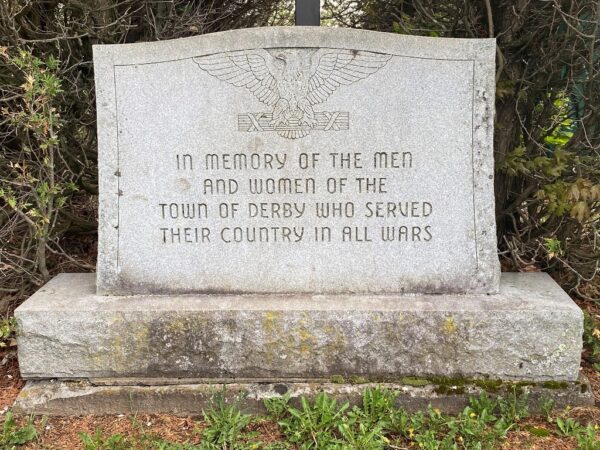 IN MEMORY OF THE MEN
AND WOMEN OF THE
TOWN OF DERBY WHO SERVED
THEIR COUNTRY IN ALL WARS